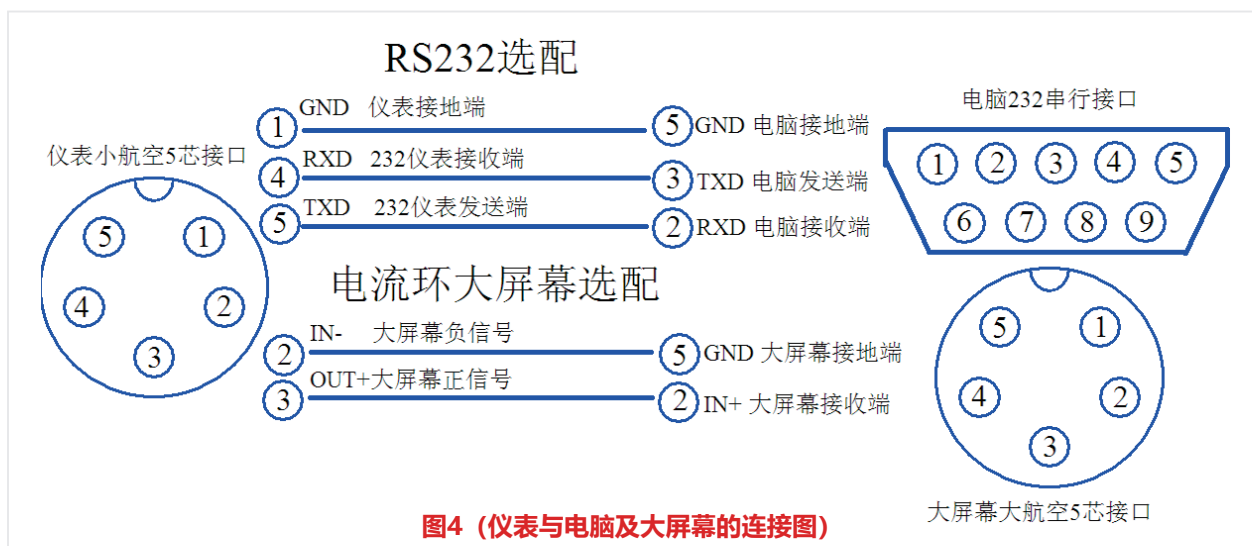 RS232选配
GND 仪表接地端
① ⑤ GND 电脑接地端
电脑232串行接口
仪表小航空5芯接口
RXD 232仪表接收端
④ ③ TXD 电脑发送端
TXD 232仪表发送端
⑤ ② RXD 电脑接收端
① ② ③ ④ ⑤
⑥ ⑦ ⑧ ⑨
⑤ ①
④ ②
③
电流环大屏幕选配
IN- 大屏幕负信号
② ⑤ GND 大屏幕接地端
OUT+大屏幕正信号
③ ② IN+ 大屏幕接收端
⑤ ①
④ ②
③
大屏幕大航空5芯接口
图4（仪表与电脑及大屏幕的连接图）